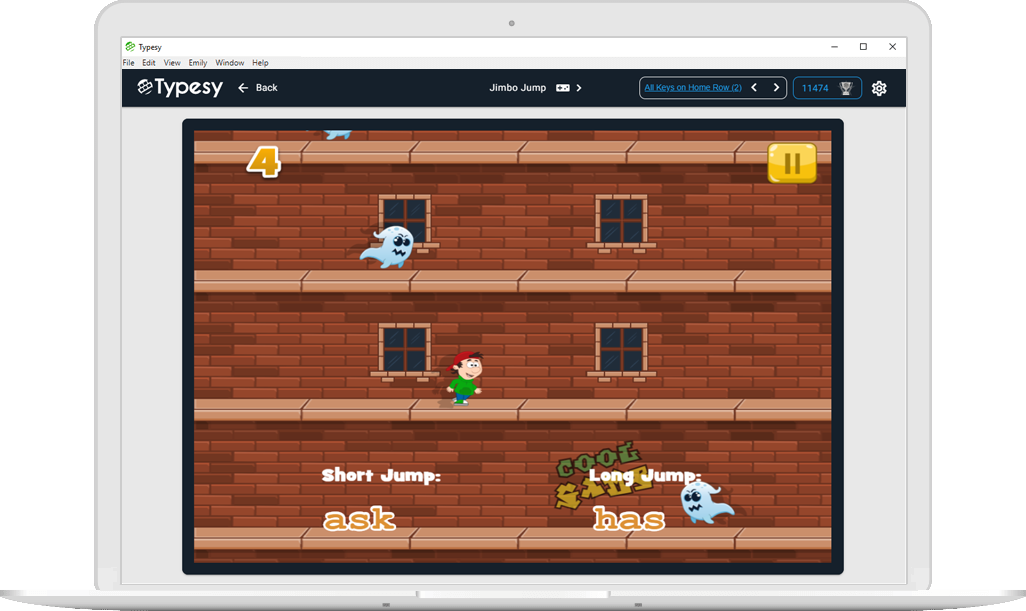 Typesy
File Edit View Emily Window Help
Typesy Back Jimbo Jump All Keys on Home Row (2) 11474
4
COOL
Short Jump: Long Jump:
ask has